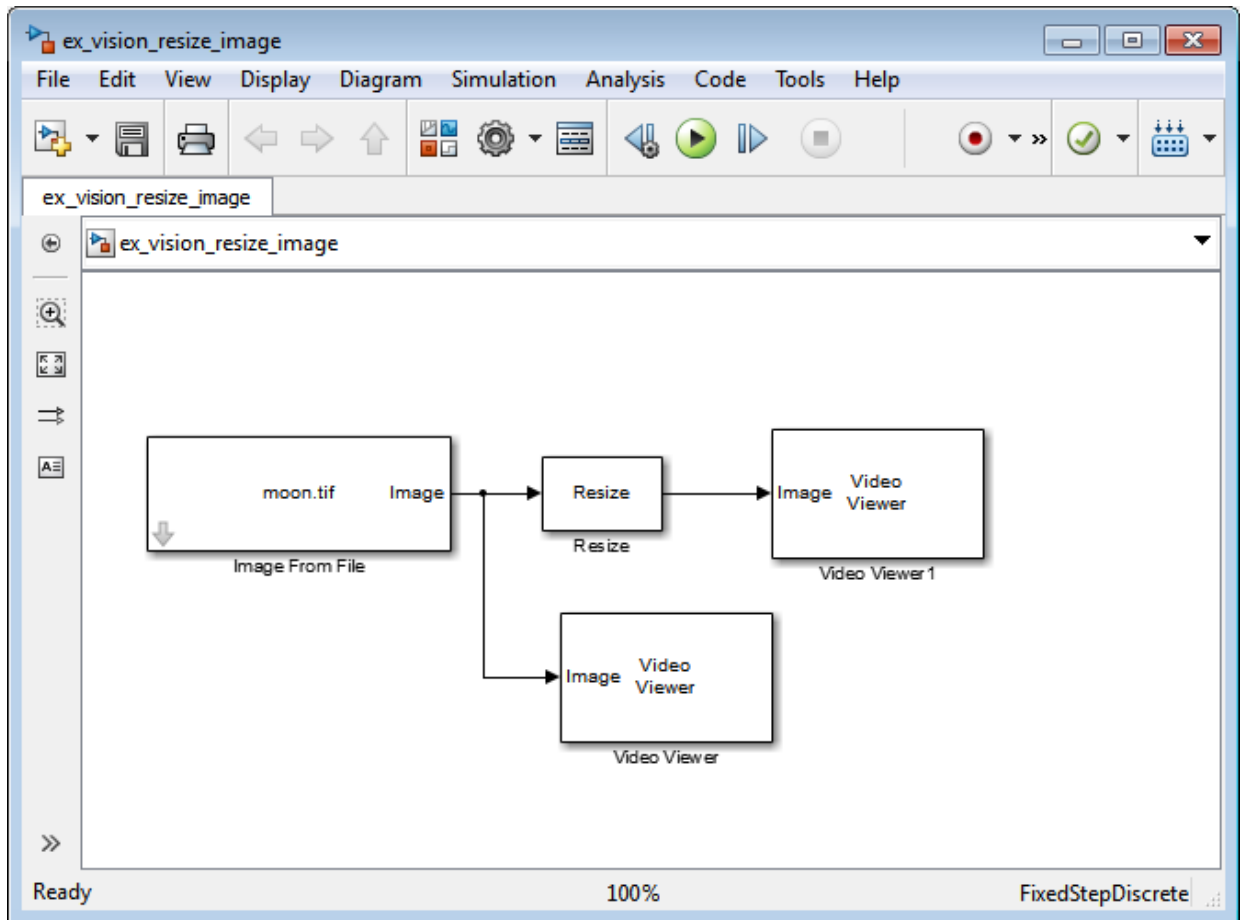 ex_vision_resize_image
File Edit View Display Diagram Simulation Analysis Code Tools Help
ex_vision_resize_image
ex_vision_resize_image
moon.tif Image
Image From File
Resize
Resize
Image Video
Viewer
Video Viewer1
Image Video
Viewer
Video Viewer
Ready 100% FixedStepDiscrete